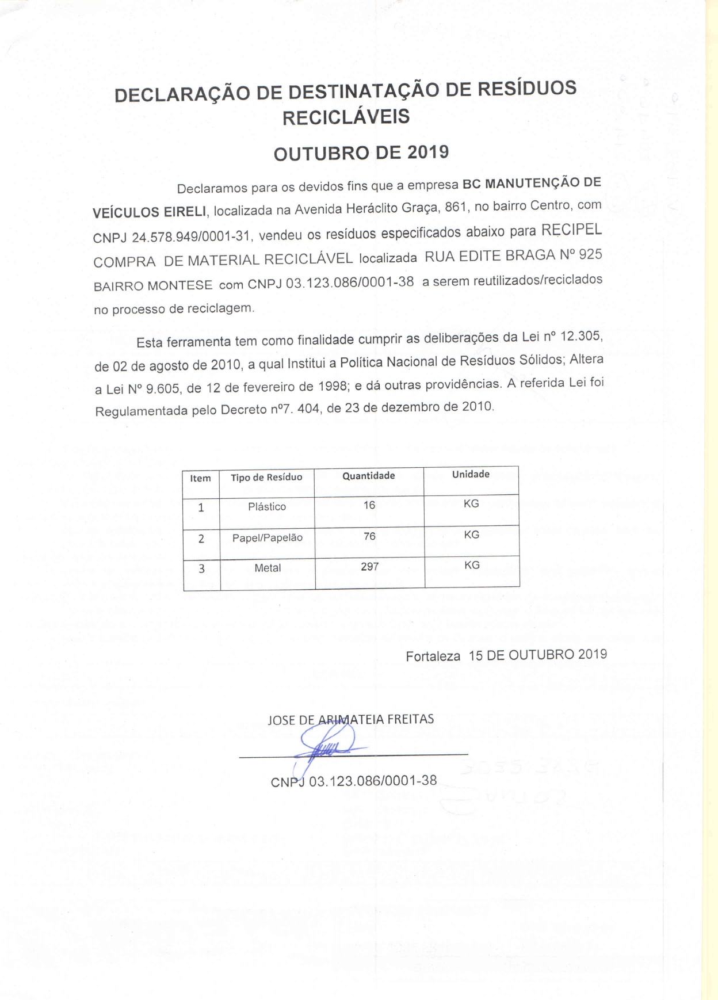 DECLARAÇÃO DE DESTINATAÇÃO DE RESÍDUOS
RECICLÁVEIS
OUTUBRO DE 2019
Declaramos para os devidos fins que a empresa BC MANUTENÇÃO DE
VEÍCULOS EIRELI, localizada na Avenida Heráclito Graça, 861, no bairro Centro, com
CNPJ 24.578.949/0001-31, vendeu os resíduos especificados abaixo para RECIPEL
COMPRA DE MATERIAL RECICLÁVEL localizada RUA EDITE BRAGA Nº 925
BAIRRO MONTESE com CNPJ 03.123.086/0001-38 a serem reutilizados/reciclados
no processo de reciclagem.
Esta ferramenta tem como finalidade cumprir as deliberações da Lei nº 12.305,
de 02 de agosto de 2010, a qual Institui a Política Nacional de Resíduos Sólidos; Altera
a Lei Nº 9.605, de 12 de fevereiro de 1998; e dá outras providências. A referida Lei foi
Regulamentada pelo Decreto nº7. 404, de 23 de dezembro de 2010.
Item Tipo de Resíduo Quantidade Unidade
1 Plástico 16 KG
2 Papel/Papelão 76 KG
3 Metal 297 KG
Fortaleza 15 DE OUTUBRO 2019
JOSE DE ARIMATEIA FREITAS
CNPJ 03.123.086/0001-38